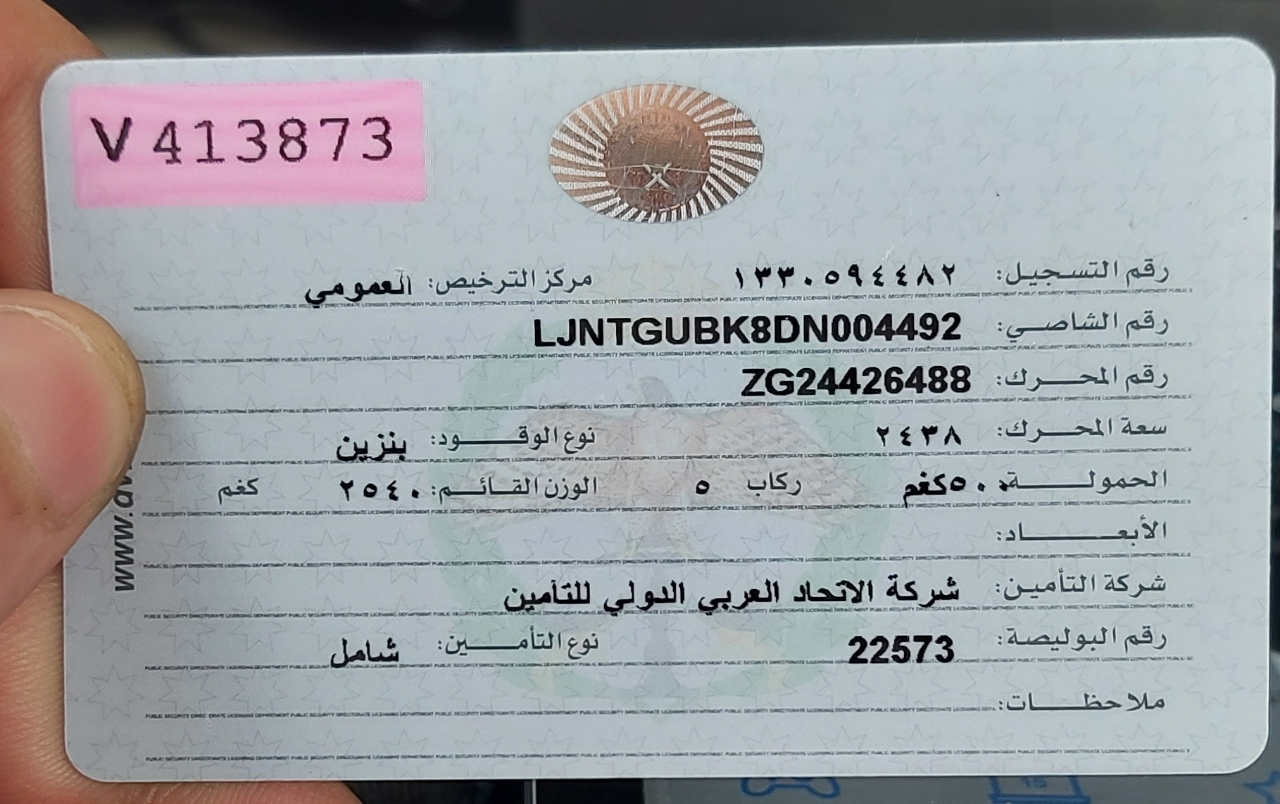 V 413873
رقم التسجيل: ١٣٣٠٥٩٤٤٨٢ مركز الترخيص: العمومي
رقم الشاصي: LJNTGUBK8DN004492
رقم المحرك: ZG24426488
سعة المحرك: ٢٤٣٨ نوع الوقود: بنزين
الحمولة: ٥٠٠كغم ركاب ٥ الوزن القائم: ٢٥٤٠ كغم
الأبعاد:
شركة التأمين: شركة الاتحاد العربي الدولي للتأمين
رقم البوليصة: 22573 نوع التأمين: شامل
ملاحظات:
www.